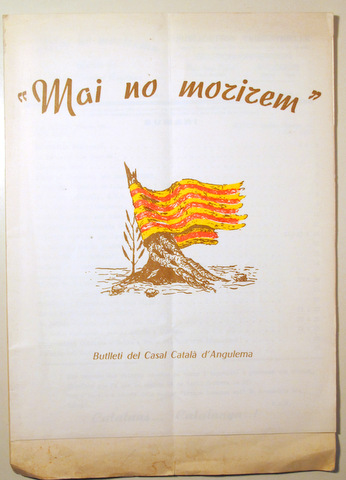 "Mai no morirem"
Butlletí del Casal Català d'Angulema